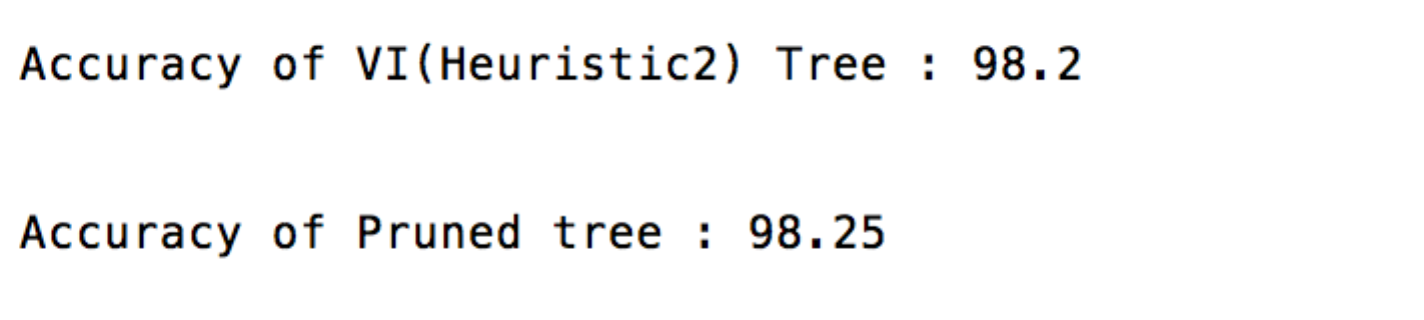 Accuracy of VI(Heuristic2) Tree : 98.2
Accuracy of Pruned tree : 98.25